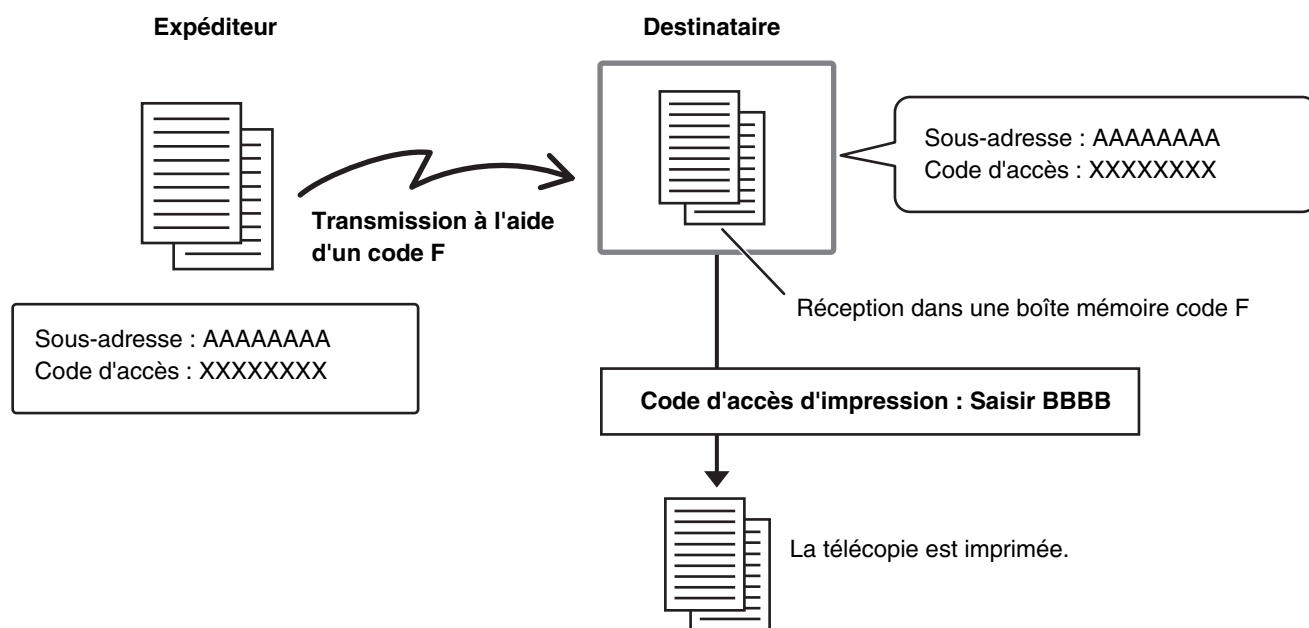 Expéditeur
Destinataire
Sous-adresse : AAAAAAAA
Code d'accès : XXXXXXXX
Transmission à l'aide
d'un code F
Réception dans une boîte mémoire code F
Sous-adresse : AAAAAAAA
Code d'accès : XXXXXXXX
Code d'accès d'impression : Saisir BBBB
La télécopie est imprimée.